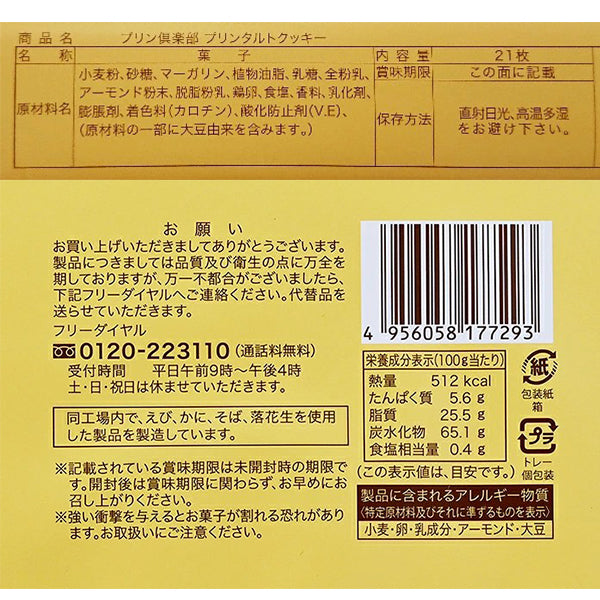 商品名 プリン倶楽部 プリンタルトクッキー
名称 菓子 内容量 21枚
原材料名 小麦粉、砂糖、マーガリン、植物油脂、乳糖、全粉乳、
アーモンド粉末、脱脂粉乳、鶏卵、食塩、香料、乳化剤、
膨脹剤、着色料(カロチン)、酸化防止剤(V.E)、
(原材料の一部に大豆由来を含みます。)
賞味期限 この面に記載
保存方法 直射日光、高温多湿
をお避け下さい。
お願い
お買い上げいただきましてありがとうございます。
製品につきましては品質及び衛生の点に万全を
期しておりますが、万一不都合がございましたら、
下記フリーダイヤルへご連絡ください。代替品を
送らせていただきます。
フリーダイヤル
0120-223110(通話料無料)
受付時間 平日午前9時〜午後4時
土・日・祝日は休ませていただきます。
同工場内で、えび、かに、そば、落花生を使用
した製品を製造しています。
※記載されている賞味期限は未開封時の期限で
す。開封後は賞味期限に関わらず、お早めにお
召し上がりください。
※強い衝撃を与えるとお菓子が割れる恐れがあり
ます。お取扱いにご注意ください。
4 956058 177293
栄養成分表示(100g当たり)
熱量 512 kcal
たんぱく質 5.6 g
脂質 25.5 g
炭水化物 65.1 g
食塩相当量 0.4 g
(この表示値は、目安です。)
紙
包装紙
箱
プラ
トレー
個包装
製品に含まれるアレルギー物質
〈特定原材料及びそれに準ずるものを表示〉
小麦・卵・乳成分・アーモンド・大豆